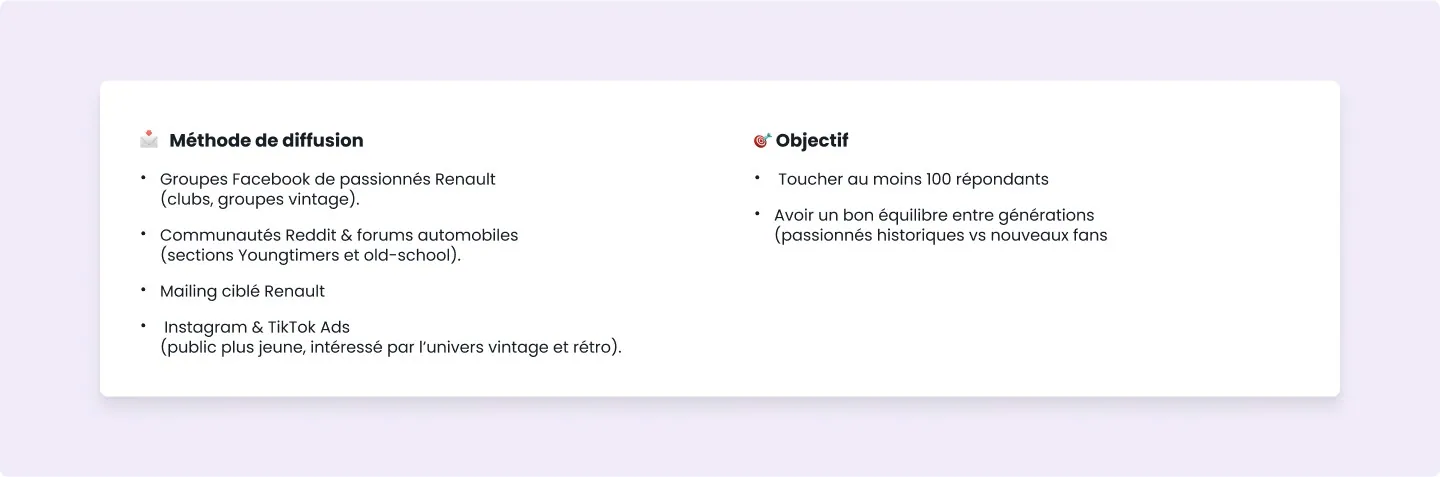 Méthode de diffusion
• Groupes Facebook de passionnés Renault
(clubs, groupes vintage).
• Communautés Reddit & forums automobiles
(sections Youngtimers et old-school).
• Mailing ciblé Renault
• Instagram & TikTok Ads
(public plus jeune, intéressé par l’univers vintage et rétro).
Objectif
• Toucher au moins 100 répondants
• Avoir un bon équilibre entre générations
(passionnés historiques vs nouveaux fans